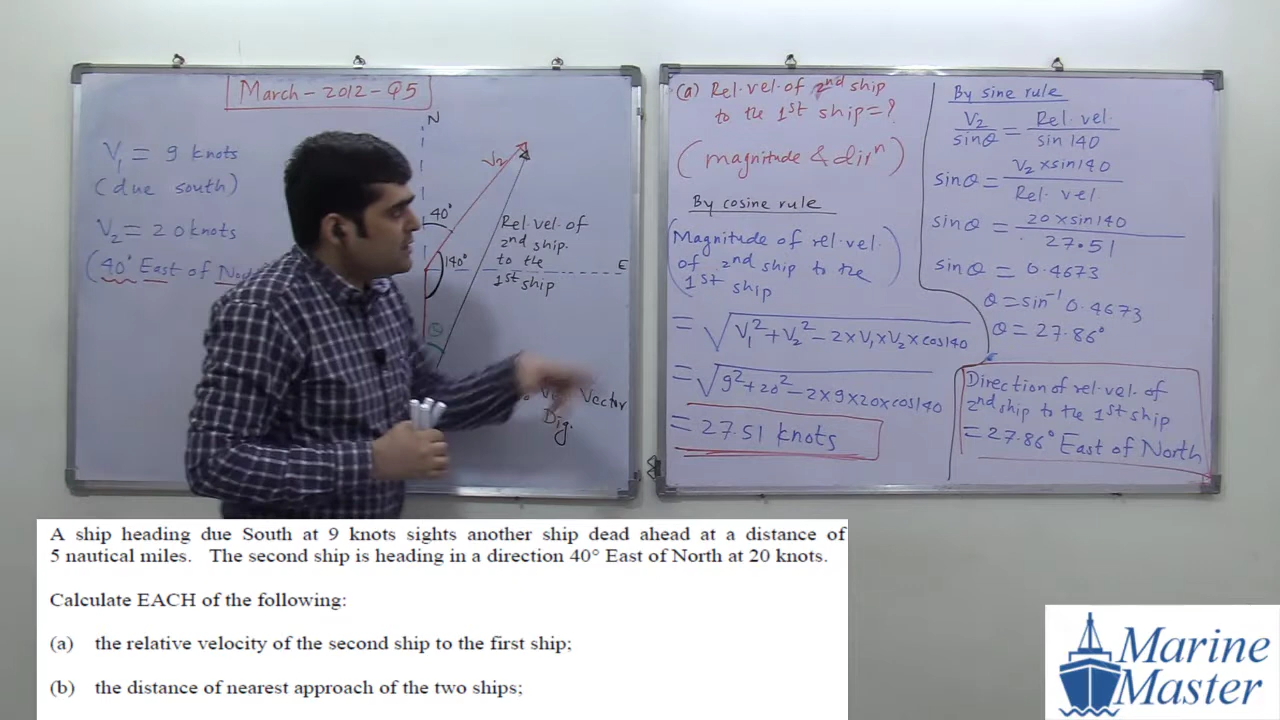 March-2012-Q5
V₁ = 9 knots
(due south)
V₂ = 20 knots
(40° East of
N
V₂
40°
Rel.vel.of
2nd ship
to the
1st ship
140°
E
θ
Vector
Dig.
(a) Rel.vel.of 2nd ship
to the 1st ship=?
(magnitude & dirⁿ)
By cosine rule
(Magnitude of rel.vel.
of 2nd ship to the
1st ship)
= √V₁²+V₂²-2×V₁×V₂×cos140
= √9²+20²-2×9×20×cos140
= 27.51 knots
By sine rule
V₂/sinθ = Rel.vel./sin 140
sinθ = V₂×sin140/Rel.vel
sinθ = 20×sin140/27.51
sinθ = 0.4673
θ = sin⁻¹ 0.4673
θ = 27.86°
Direction of rel.vel.of
2nd ship to the 1st ship
= 27.86° East of North
A ship heading due South at 9 knots sights another ship dead ahead at a distance of
5 nautical miles. The second ship is heading in a direction 40° East of North at 20 knots.
Calculate EACH of the following:
(a) the relative velocity of the second ship to the first ship;
(b) the distance of nearest approach of the two ships;
Marine
Master